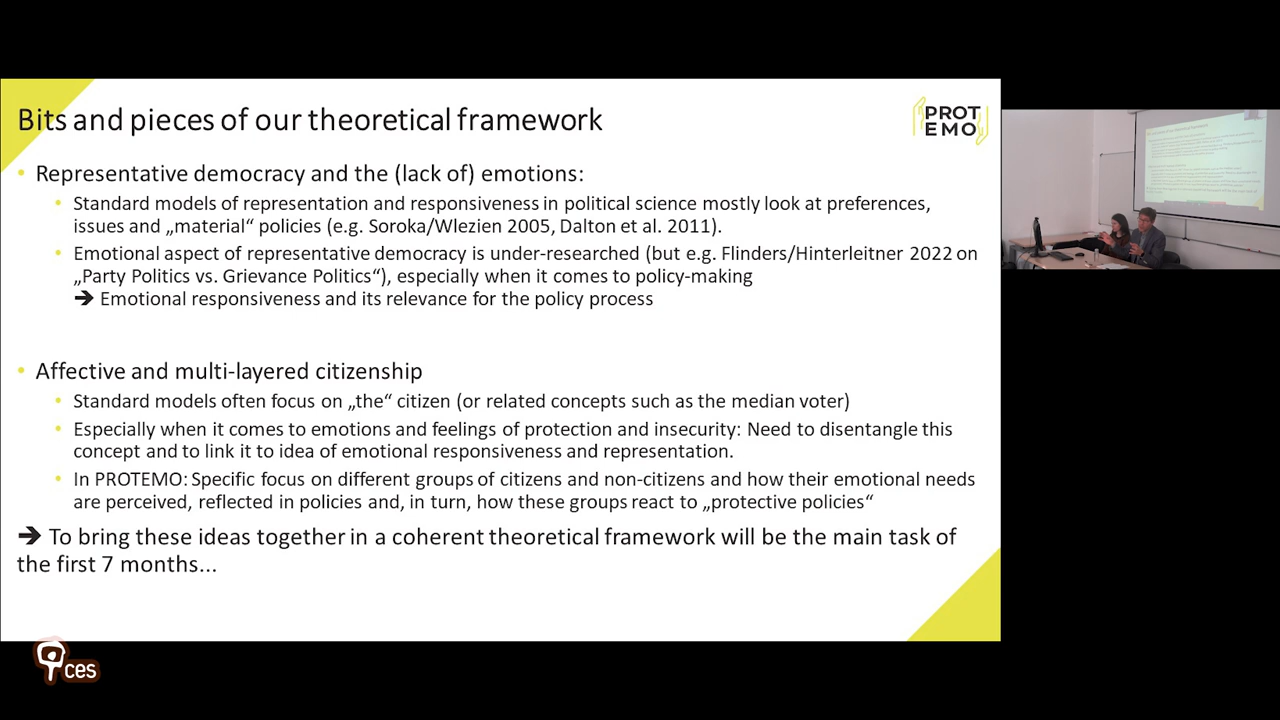 Bits and pieces of our theoretical framework
PROT
EMO
• Representative democracy and the (lack of) emotions:
• Standard models of representation and responsiveness in political science mostly look at preferences,
issues and „material“ policies (e.g. Soroka/Wlezien 2005, Dalton et al. 2011).
• Emotional aspect of representative democracy is under-researched (but e.g. Flinders/Hinterleitner 2022 on
„Party Politics vs. Grievance Politics“), especially when it comes to policy-making
➔ Emotional responsiveness and its relevance for the policy process
• Affective and multi-layered citizenship
• Standard models often focus on „the“ citizen (or related concepts such as the median voter)
• Especially when it comes to emotions and feelings of protection and insecurity: Need to disentangle this
concept and to link it to idea of emotional responsiveness and representation.
• In PROTEMO: Specific focus on different groups of citizens and non-citizens and how their emotional needs
are perceived, reflected in policies and, in turn, how these groups react to „protective policies“
➔ To bring these ideas together in a coherent theoretical framework will be the main task of
the first 7 months...
ces